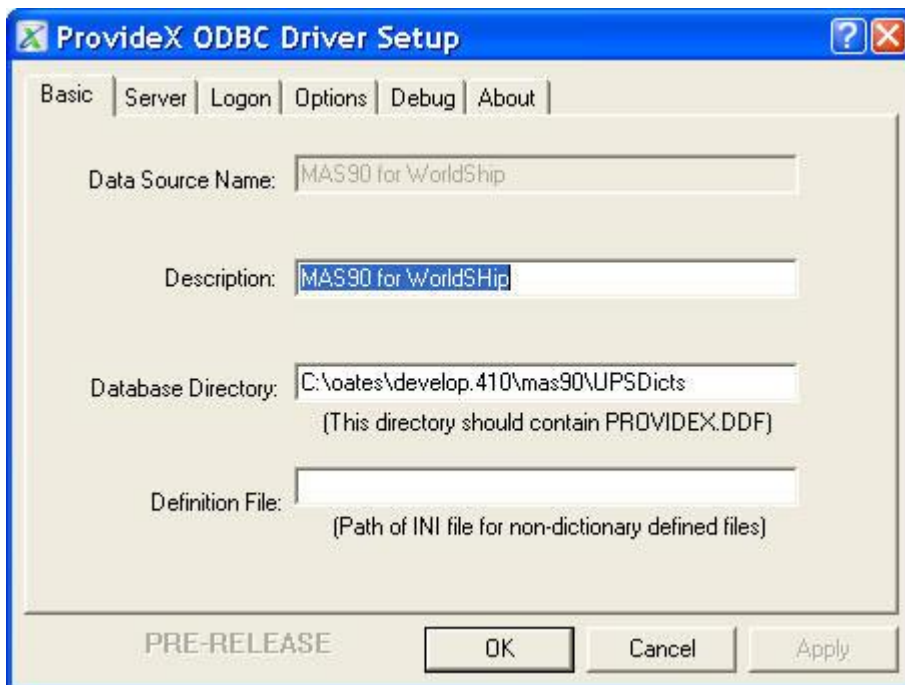 ProvideX ODBC Driver Setup
Basic Server Logon Options Debug About
Data Source Name: MAS90 for WorldShip
Description: MAS90 for WorldSHip
Database Directory: C:\oates\develop.410\mas90\UPSDicts
(This directory should contain PROVIDEX.DDF)
Definition File:
(Path of INI file for non-dictionary defined files)
PRE-RELEASE OK Cancel Apply